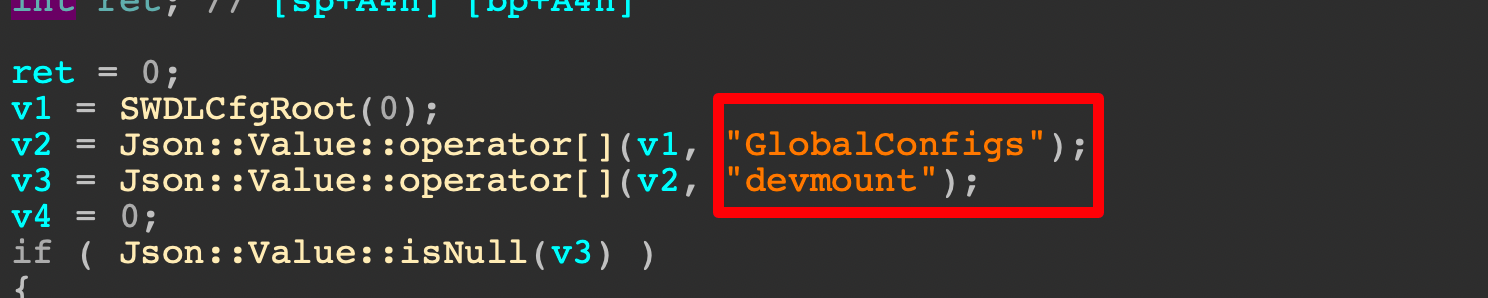 int ret; // [sp+A4h] [bp+A4h]
ret = 0;
v1 = SWDLCfgRoot(0);
v2 = Json::Value::operator[](v1, "GlobalConfigs");
v3 = Json::Value::operator[](v2, "devmount");
v4 = 0;
if ( Json::Value::isNull(v3) )
{